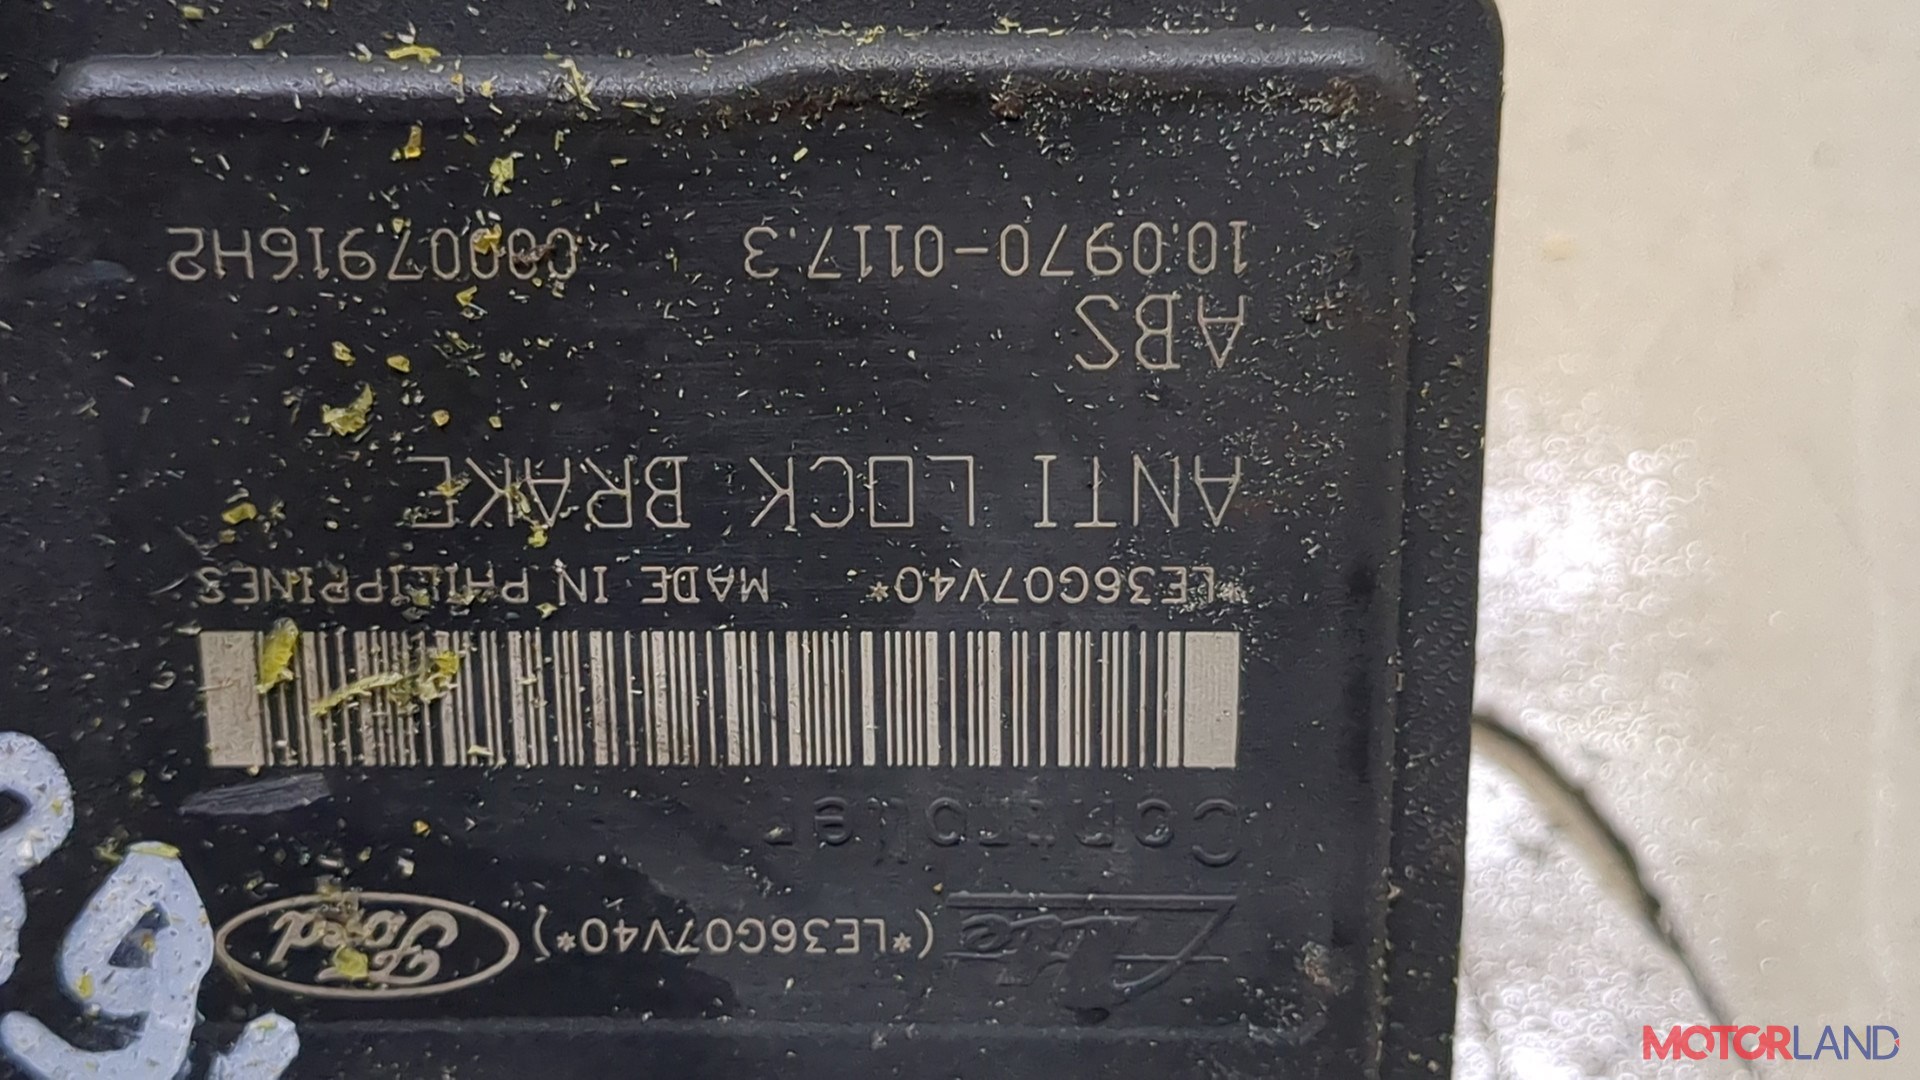 Ate (*LE36G07V40*) Ford
Controller
*LE36G07V40* MADE IN PHILIPPINES
ANTI LOCK BRAKE
ABS
10.0970-0117.3 00007916H2
MOTORLAND